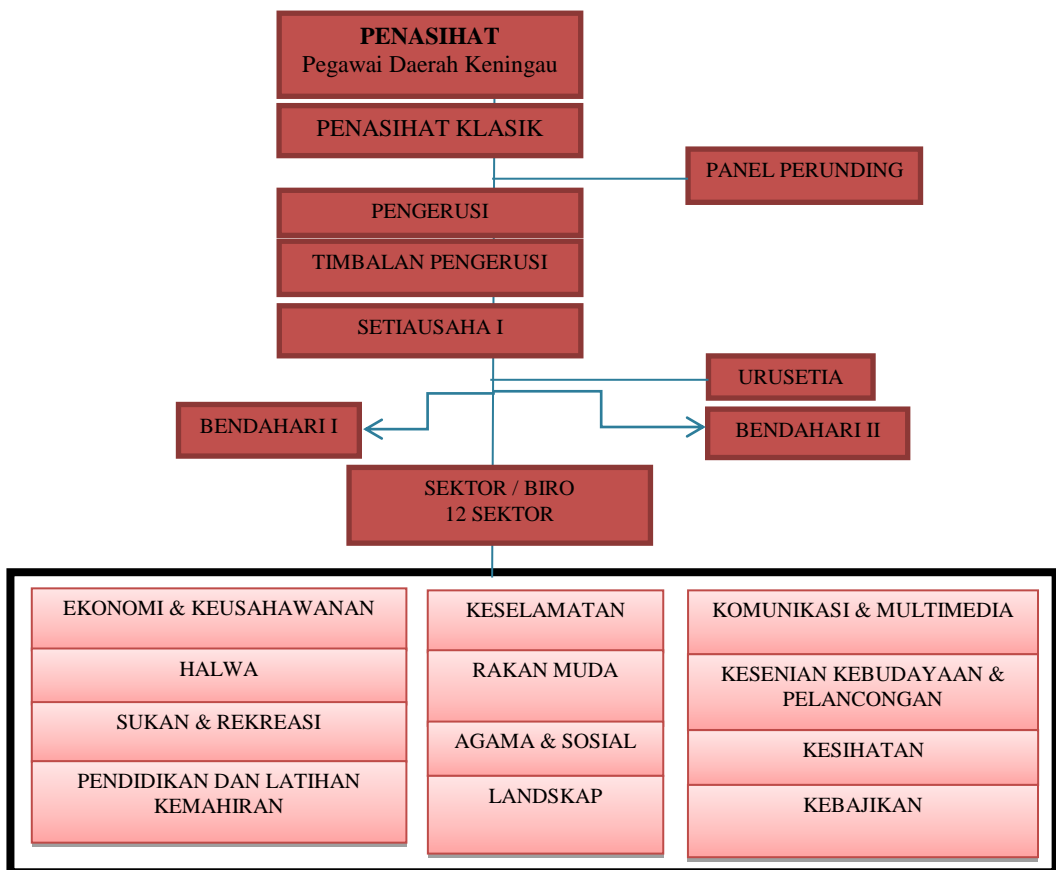 PENASIHAT
Pegawai Daerah Keningau
PENASIHAT KLASIK
PANEL PERUNDING
PENGERUSI
TIMBALAN PENGERUSI
SETIAUSAHA I
URUSETIA
BENDAHARI I
BENDAHARI II
SEKTOR / BIRO
12 SEKTOR
EKONOMI & KEUSAHAWANAN
HALWA
SUKAN & REKREASI
PENDIDIKAN DAN LATIHAN
KEMAHIRAN
KESELAMATAN
RAKAN MUDA
AGAMA & SOSIAL
LANDSKAP
KOMUNIKASI & MULTIMEDIA
KESENIAN KEBUDAYAAN &
PELANCONGAN
KESIHATAN
KEBAJIKAN